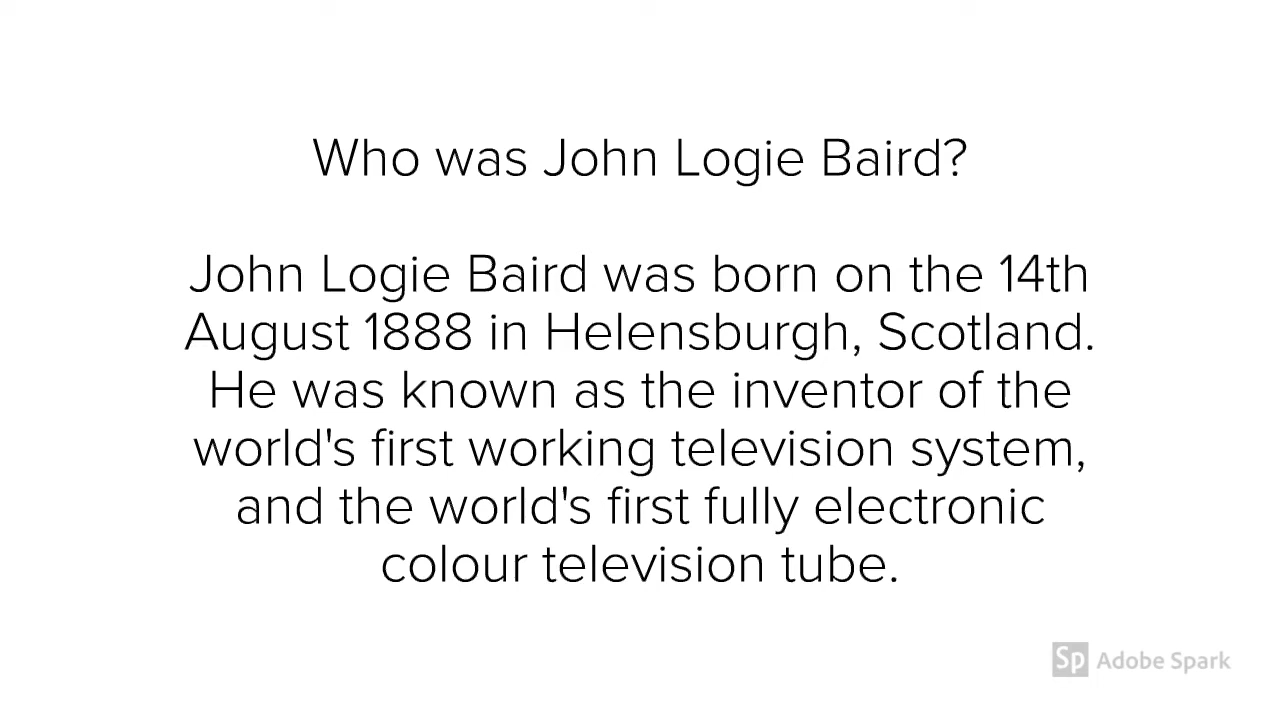 Who was John Logie Baird?
John Logie Baird was born on the 14th
August 1888 in Helensburgh, Scotland.
He was known as the inventor of the
world's first working television system,
and the world's first fully electronic
colour television tube.
Sp Adobe Spark